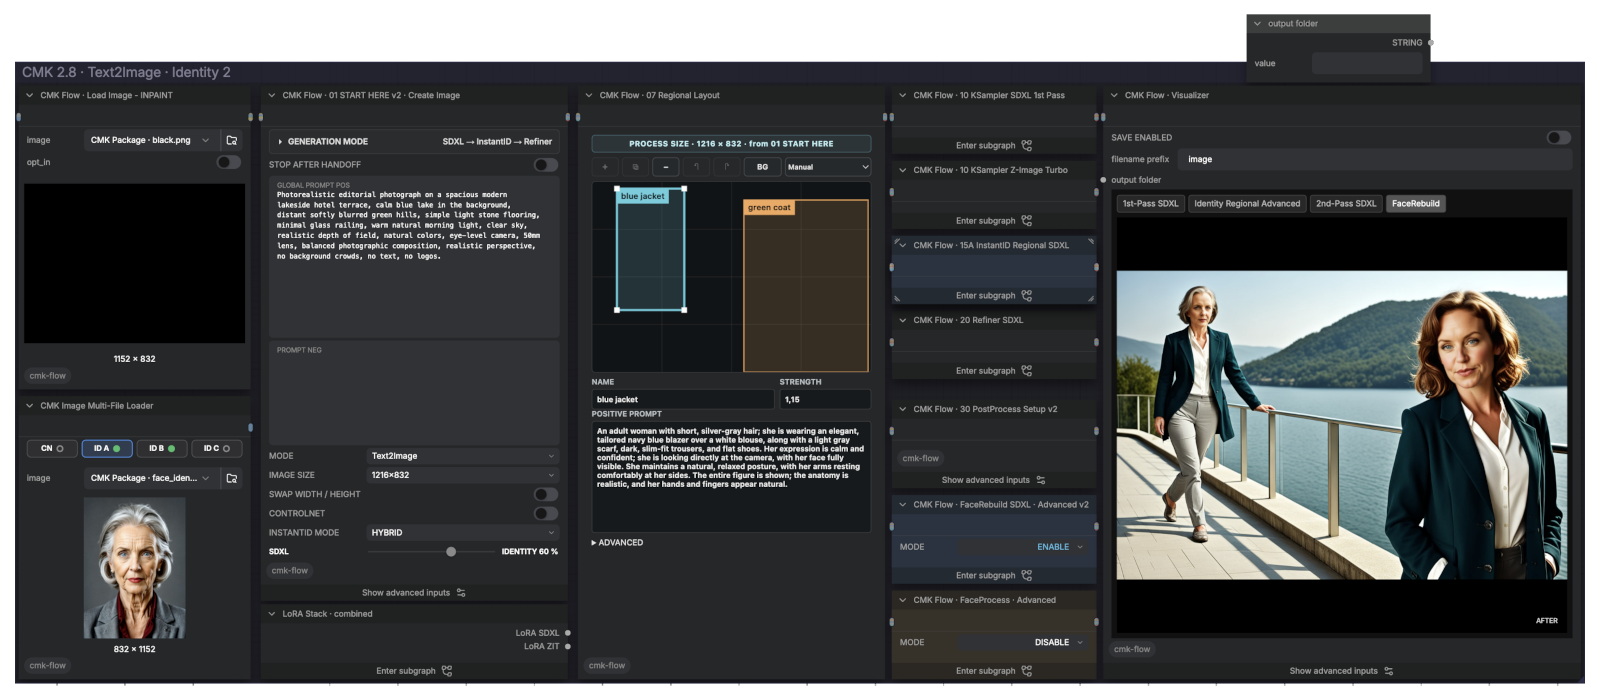 output folder
STRING
value
CMK 2.8 · Text2Image · Identity 2
CMK Flow · Load Image - INPAINT
image
CMK Package · black.png
opt_in
1152 × 832
cmk-flow
CMK Image Multi-File Loader
CN
ID A
ID B
ID C
image
CMK Package · face_iden...
832 × 1152
cmk-flow
CMK Flow · 01 START HERE v2 · Create Image
GENERATION MODE
SDXL → InstantID → Refiner
STOP AFTER HANDOFF
GLOBAL PROMPT POS
Photorealistic editorial photograph on a spacious modern
lakeside hotel terrace, calm blue lake in the background,
distant softly blurred green hills, simple light stone flooring,
minimal glass railing, warm natural morning light, clear sky,
realistic depth of field, natural colors, eye-level camera, 50mm
lens, balanced photographic composition, realistic perspective,
no background crowds, no text, no logos.
PROMPT NEG
MODE
Text2Image
IMAGE SIZE
1216×832
SWAP WIDTH / HEIGHT
CONTROLNET
INSTANTID MODE
HYBRID
SDXL
IDENTITY 60 %
cmk-flow
Show advanced inputs
LoRA Stack · combined
LoRA SDXL
LoRA ZIT
Enter subgraph
CMK Flow · 07 Regional Layout
PROCESS SIZE · 1216 × 832 · from 01 START HERE
BG
Manual
blue jacket
green coat
NAME
STRENGTH
blue jacket
1,15
POSITIVE PROMPT
An adult woman with short, silver-gray hair; she is wearing an elegant,
tailored navy blue blazer over a white blouse, along with a light gray
scarf, dark, slim-fit trousers, and flat shoes. Her expression is calm and
confident; she is looking directly at the camera, with her face fully
visible. She maintains a natural, relaxed posture, with her arms resting
comfortably at her sides. The entire figure is shown; the anatomy is
realistic, and her hands and fingers appear natural.
ADVANCED
cmk-flow
CMK Flow · 10 KSampler SDXL 1st Pass
Enter subgraph
CMK Flow · 10 KSampler Z-Image Turbo
Enter subgraph
CMK Flow · 15A InstantID Regional SDXL
Enter subgraph
CMK Flow · 20 Refiner SDXL
Enter subgraph
CMK Flow · 30 PostProcess Setup v2
cmk-flow
Show advanced inputs
CMK Flow · FaceRebuild SDXL · Advanced v2
MODE
ENABLE
Enter subgraph
CMK Flow · FaceProcess · Advanced
MODE
DISABLE
Enter subgraph
CMK Flow · Visualizer
SAVE ENABLED
filename prefix
image
output folder
1st-Pass SDXL
Identity Regional Advanced
2nd-Pass SDXL
FaceRebuild
AFTER
cmk-flow
Show advanced inputs